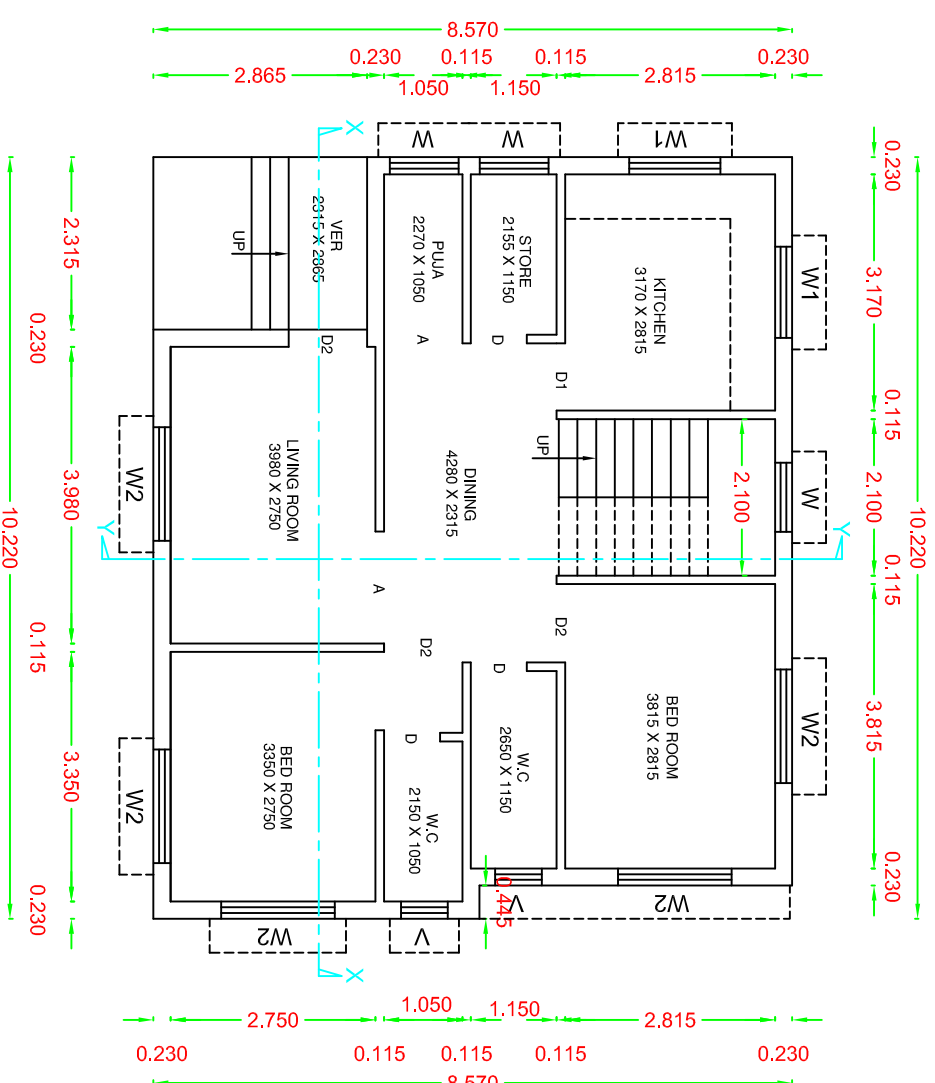 8.570
0.230
0.115
0.115
0.230
2.865
1.050
1.150
2.815
X
W
W
W1
0.230
2.315
0.230
3.980
0.115
3.350
0.230
10.220
VER
2315 X 2865
UP
PUJA
2270 X 1050
STORE
2155 X 1150
KITCHEN
3170 X 2815
W1
0.230
3.170
0.115
2.100
0.115
3.815
0.230
10.220
D2
A
D
D1
LIVING ROOM
3980 X 2750
DINING
4280 X 2315
UP
2.100
W
W2
Y
Y
A
D2
D
D2
BED ROOM
3815 X 2815
W2
W.C
2650 X 1150
D
W.C
2150 X 1050
BED ROOM
3350 X 2750
W2
0.445
V
W2
W2
V
X
2.750
1.050
1.150
2.815
0.230
0.115
0.115
0.115
0.230
8.570